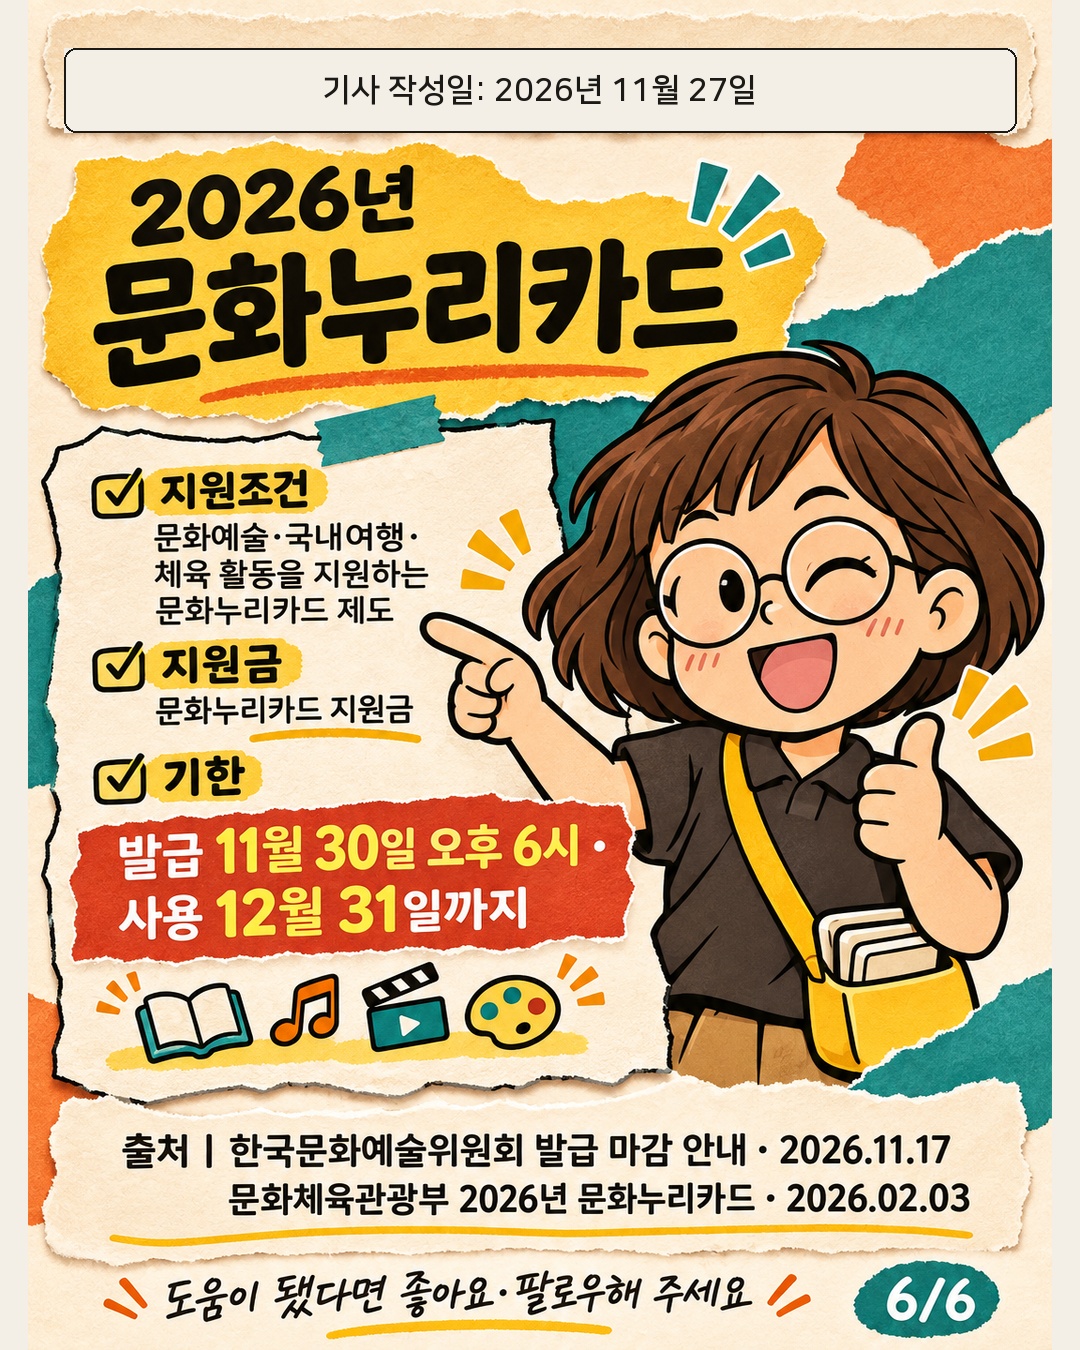 기사 작성일: 2026년 11월 27일
2026년
문화누리카드
지원조건
문화예술·국내여행·
체육 활동을 지원하는
문화누리카드 제도
지원금
문화누리카드 지원금
기한
발급 11월 30일 오후 6시·
사용 12월 31일까지
출처 | 한국문화예술위원회 발급 마감 안내 · 2026.11.17
문화체육관광부 2026년 문화누리카드 · 2026.02.03
도움이 됐다면 좋아요·팔로우해 주세요
6/6